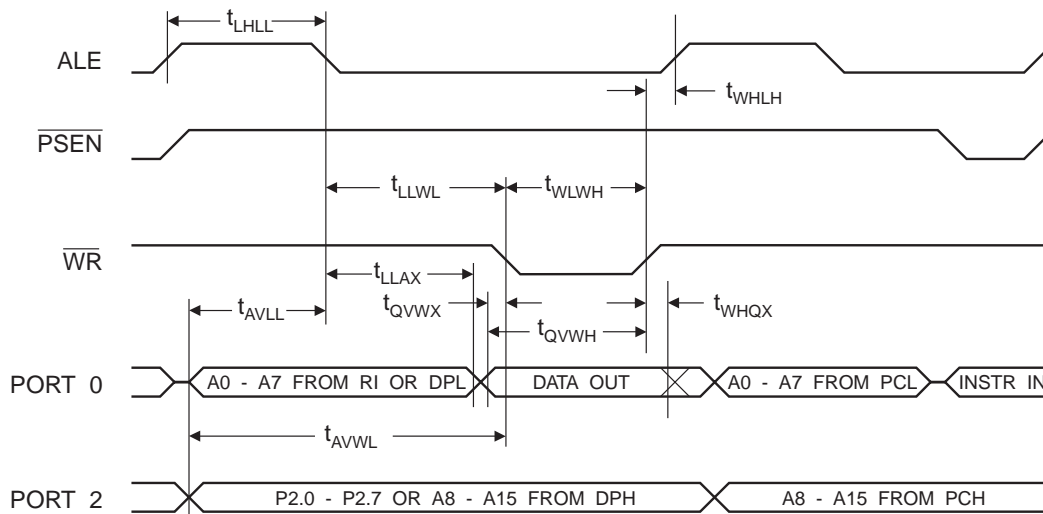 tLHLL
ALE
tWHLH
PSEN
tLLWL
tWLWH
WR
tLLAX
tQVWX
tWHQX
tAVLL
tQVWH
PORT 0
A0 - A7 FROM RI OR DPL
DATA OUT
A0 - A7 FROM PCL
INSTR IN
tAVWL
PORT 2
P2.0 - P2.7 OR A8 - A15 FROM DPH
A8 - A15 FROM PCH